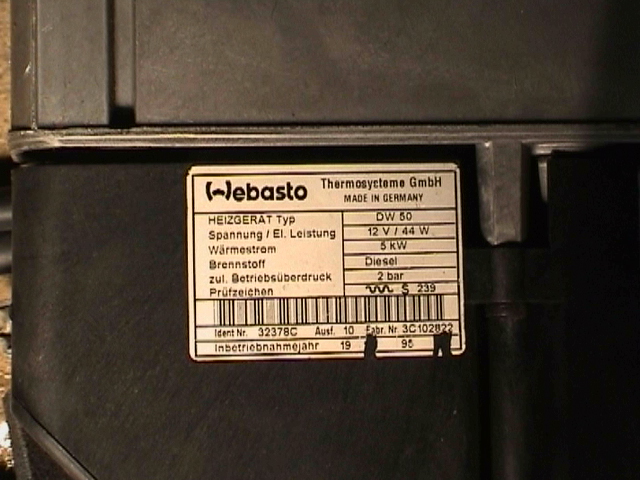 Webasto Thermosysteme GmbH
MADE IN GERMANY
HEIZGERÄT Typ DW 50
Spannung / El. Leistung 12 V / 44 W
Wärmestrom 5 kW
Brennstoff Diesel
zul. Betriebsüberdruck 2 bar
Prüfzeichen S 239
Ident Nr. 32378C Ausf. 10 Fabr. Nr. 3C102822
Inbetriebnahmejahr 19 95